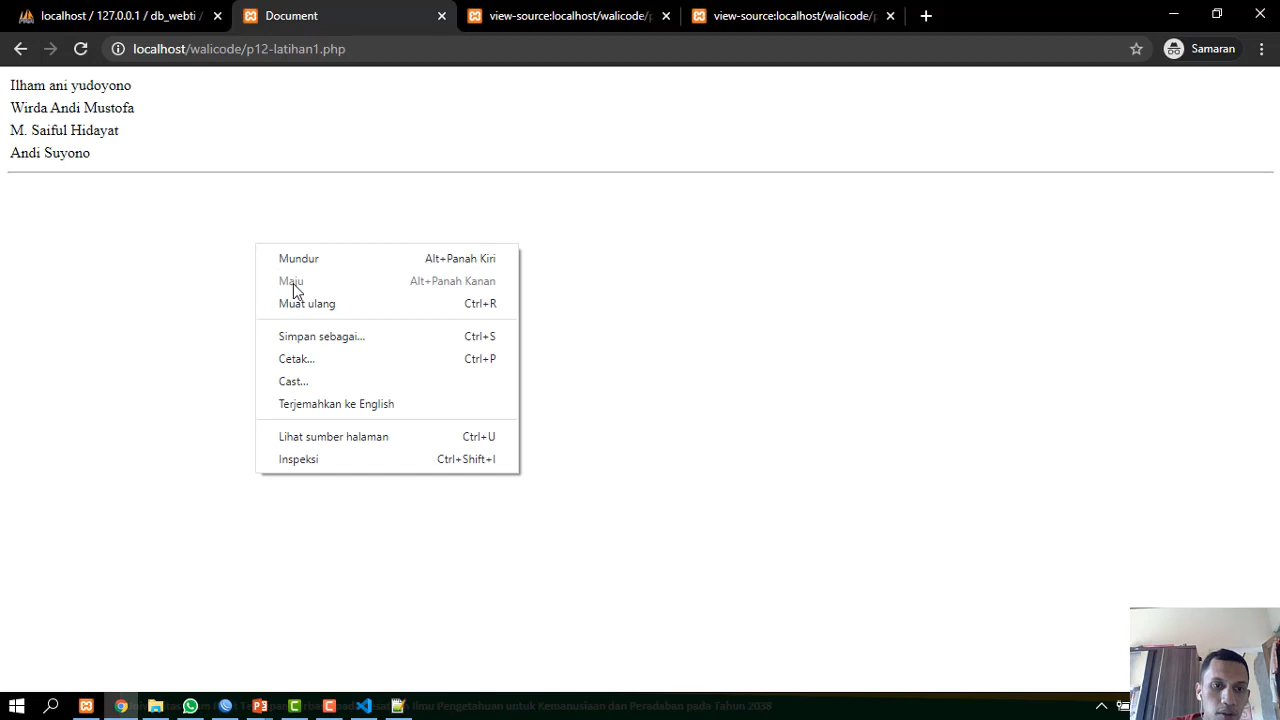 localhost / 127.0.0.1 / db_webti /
Document
view-source:localhost/walicode/p
view-source:localhost/walicode/p
localhost/walicode/p12-latihan1.php
Samaran
Ilham ani yudoyono
Wirda Andi Mustofa
M. Saiful Hidayat
Andi Suyono
Mundur Alt+Panah Kiri
Maju Alt+Panah Kanan
Muat ulang Ctrl+R
Simpan sebagai... Ctrl+S
Cetak... Ctrl+P
Cast...
Terjemahkan ke English
Lihat sumber halaman Ctrl+U
Inspeksi Ctrl+Shift+I
Ilmu Pengetahuan untuk Kemanusiaan dan Peradaban pada Tahun 2038